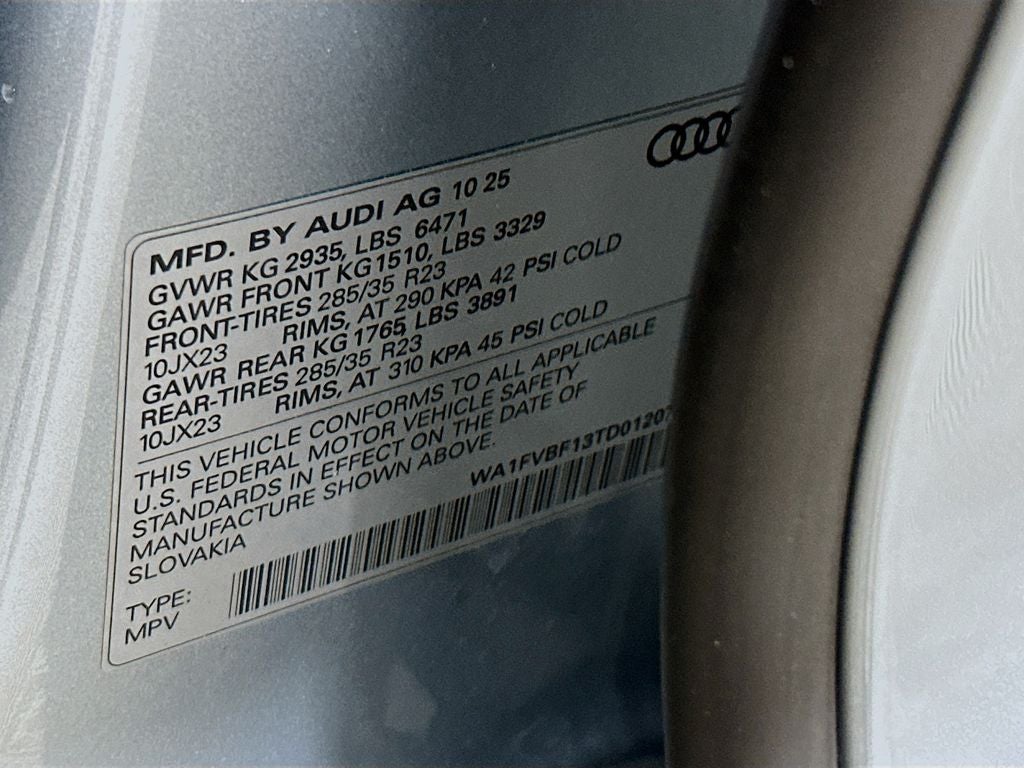 MFD. BY AUDI AG 10 25
GVWR KG 2935, LBS 6471
GAWR FRONT KG1510, LBS 3329
FRONT-TIRES 285/35 R23
10JX23 RIMS, AT 290 KPA 42 PSI COLD
GAWR REAR KG 1765 LBS 3891
REAR-TIRES 285/35 R23
10JX23 RIMS, AT 310 KPA 45 PSI COLD
THIS VEHICLE CONFORMS TO ALL APPLICABLE
U.S. FEDERAL MOTOR VEHICLE SAFETY
STANDARDS IN EFFECT ON THE DATE OF
MANUFACTURE SHOWN ABOVE.
WA1FVBF13TD0120
SLOVAKIA
TYPE:
MPV